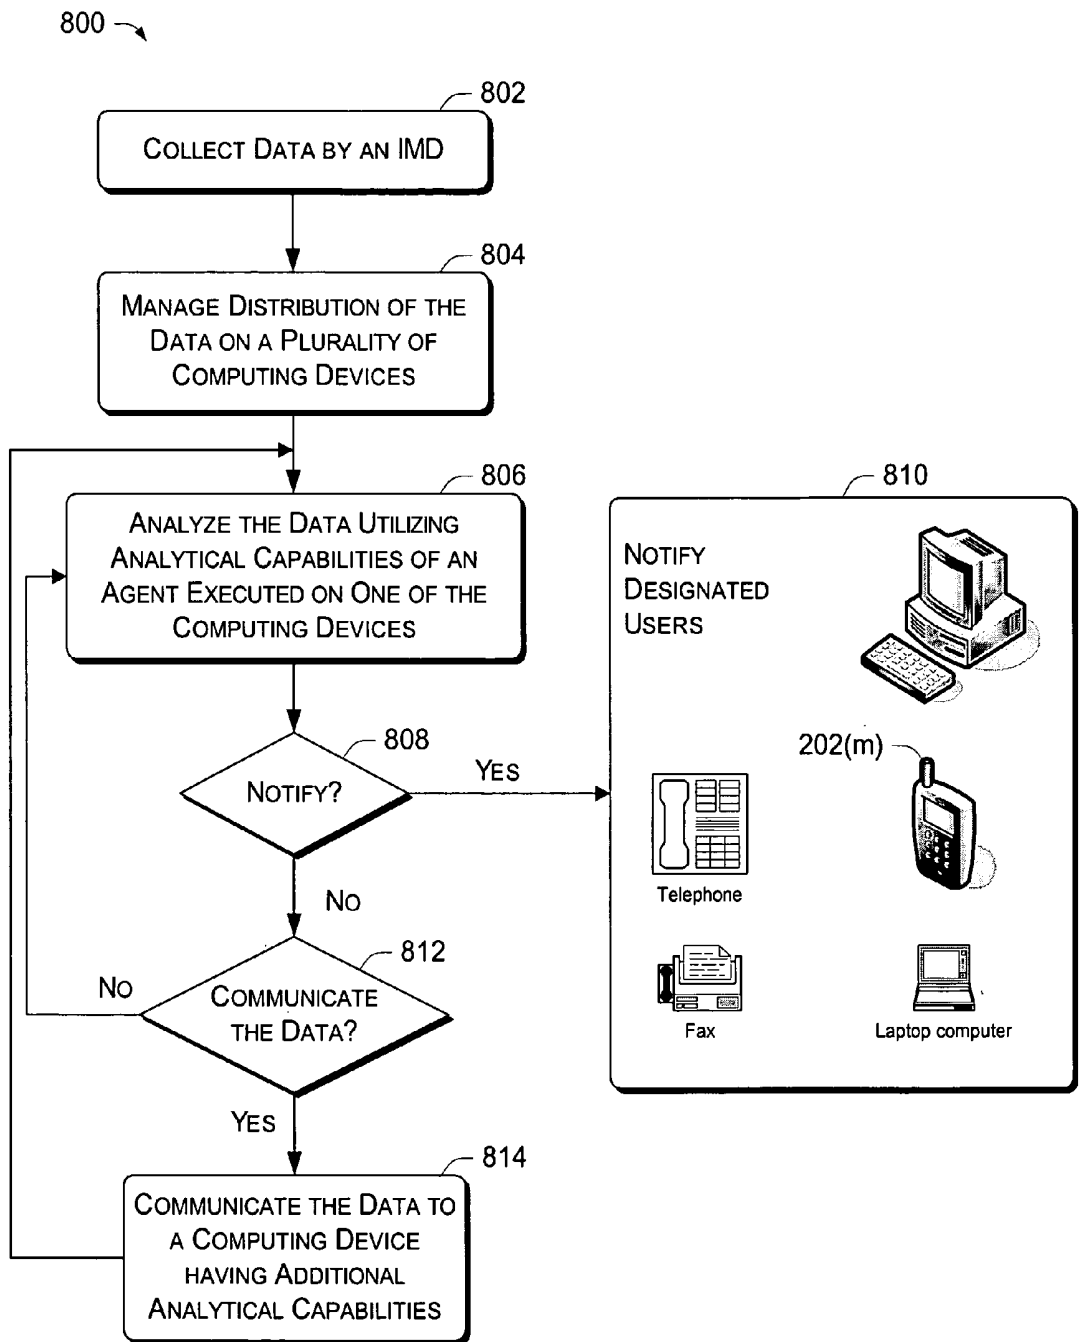 800
802
COLLECT DATA BY AN IMD
804
MANAGE DISTRIBUTION OF THE
DATA ON A PLURALITY OF
COMPUTING DEVICES
806
ANALYZE THE DATA UTILIZING
ANALYTICAL CAPABILITIES OF AN
AGENT EXECUTED ON ONE OF THE
COMPUTING DEVICES
808
NOTIFY?
YES
NO
810
NOTIFY
DESIGNATED
USERS
202(m)
Telephone
Fax
Laptop computer
812
COMMUNICATE
THE DATA?
NO
YES
814
COMMUNICATE THE DATA TO
A COMPUTING DEVICE
HAVING ADDITIONAL
ANALYTICAL CAPABILITIES